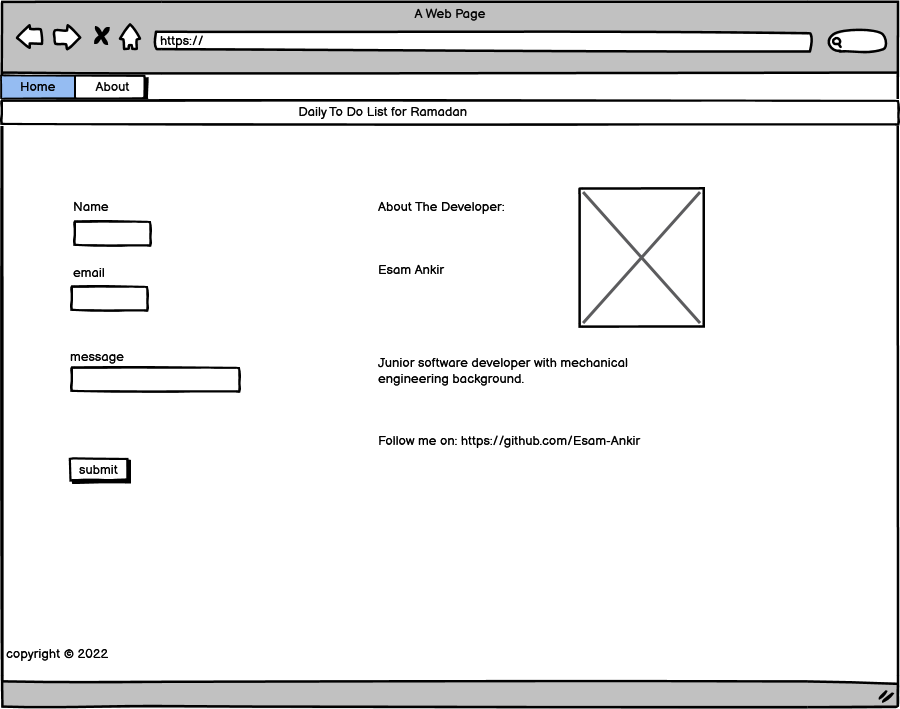 A Web Page
https://
Home
About
Daily To Do List for Ramadan
Name
email
message
submit
About The Developer:
Esam Ankir
Junior software developer with mechanical
engineering background.
Follow me on: https://github.com/Esam-Ankir
copyright © 2022